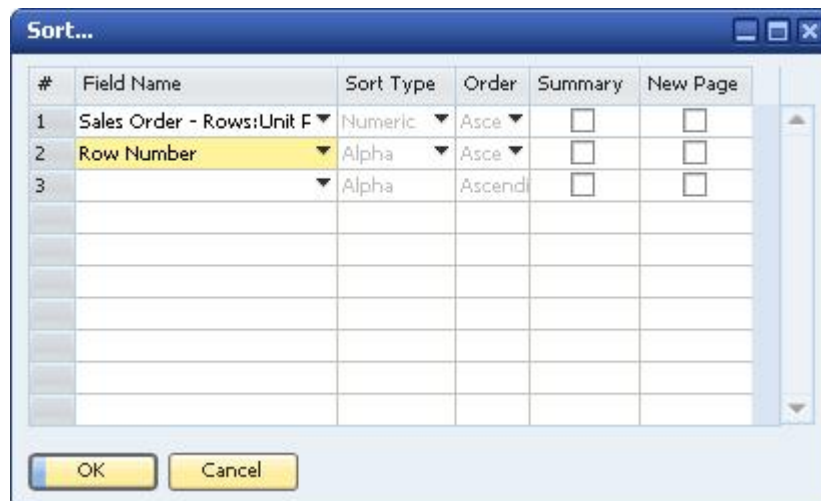 Sort...
# Field Name Sort Type Order Summary New Page
1 Sales Order - Rows:Unit P Numeric Asce
2 Row Number Alpha Asce
3 Alpha Ascendi
OK Cancel